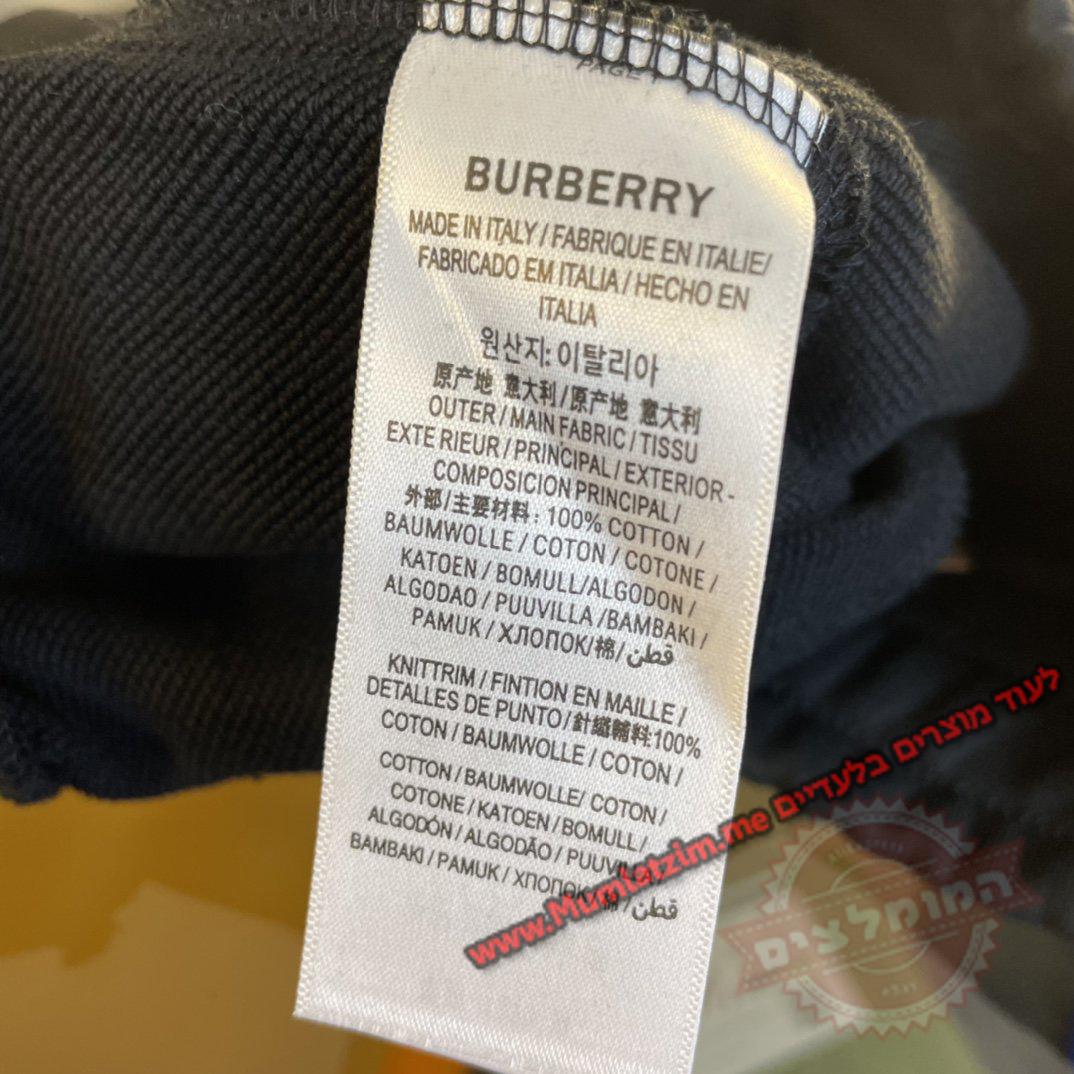 PAGE
BURBERRY
MADE IN ITALY / FABRIQUE EN ITALIE/
FABRICADO EM ITALIA / HECHO EN
ITALIA
원산지: 이탈리아
原产地 意大利/原产地 意大利
OUTER / MAIN FABRIC / TISSU
EXTE RIEUR / PRINCIPAL / EXTERIOR-
COMPOSICION PRINCIPAL /
外部/主要材料: 100% COTTON /
BAUMWOLLE / COTON / COTONE /
KATOEN / BOMULL/ALGODON /
ALGODAO / PUUVILLA /BAMBAKI /
PAMUK / ХЛОПОК/棉/قطن
KNITTRIM / FINTION EN MAILLE /
DETALLES DE PUNTO/針織輔料:100%
COTON / BAUMWOLLE / COTON /
COTTON / BAUMWOLLE/ COTON /
COTONE / KATOEN / BOMULL /
ALGODÓN / ALGODÃO / PUUVILLA/
BAMBAKI / PAMUK / ХЛОПОК/棉/قطن
לעוד מוצרים בלעדיים www.Mumlatzim.me
המומלצים